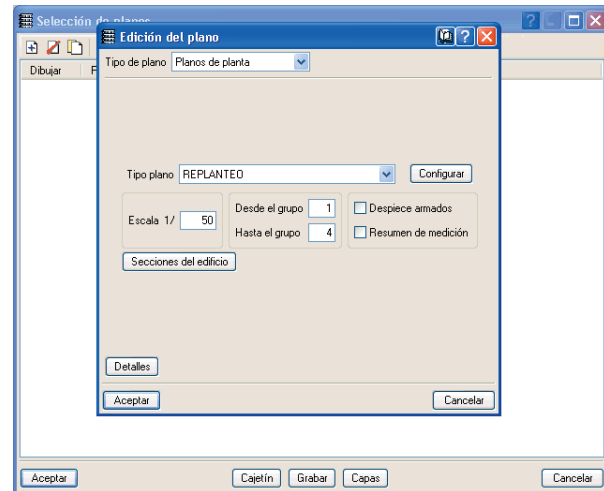 Selección de planos
Edición del plano
Dibujar
Tipo de plano Planos de planta
Tipo plano REPLANTEO Configurar
Escala 1/ 50
Desde el grupo 1
Hasta el grupo 4
Despiece armados
Resumen de medición
Secciones del edificio
Detalles
Aceptar Cancelar
Aceptar Cajetín Grabar Capas Cancelar